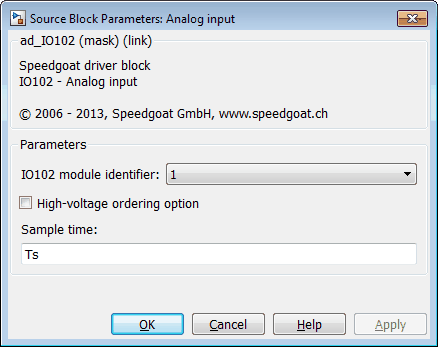 Source Block Parameters: Analog input
ad_IO102 (mask) (link)
Speedgoat driver block
IO102 - Analog input
© 2006 - 2013, Speedgoat GmbH, www.speedgoat.ch
Parameters
IO102 module identifier: 1
High-voltage ordering option
Sample time:
Ts
OK Cancel Help Apply